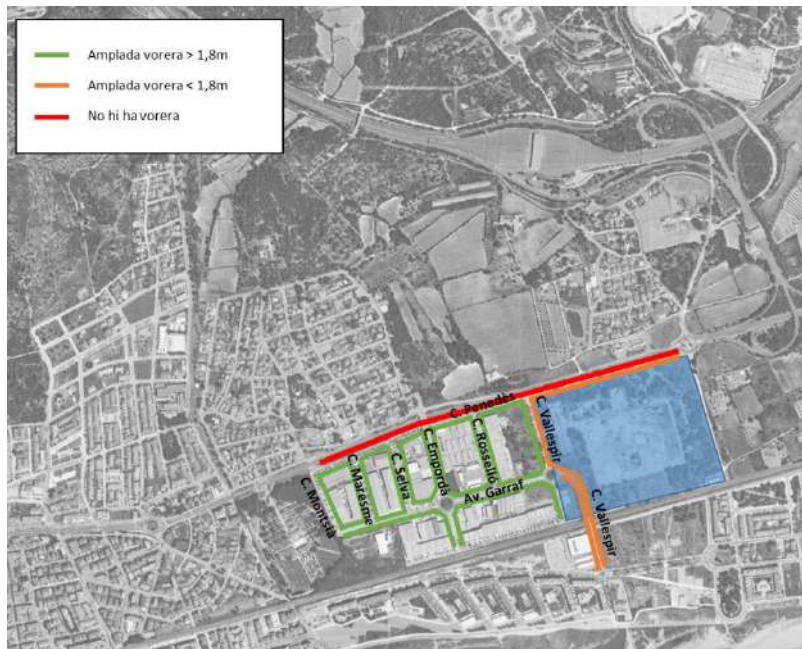 Amplada vorera > 1,8m
Amplada vorera < 1,8m
No hi ha vorera
C. Penedès
C. Vallespir
C. Rosselló
C. Emporda
C. Selva
C. Maresme
C. Montsià
Av. Garraf
C. Vallespir